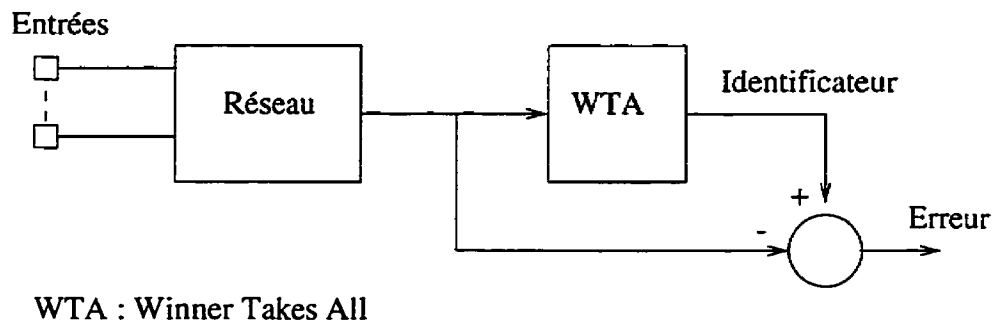 Entrées
Réseau
WTA
Identificateur
+
-
Erreur
WTA : Winner Takes All